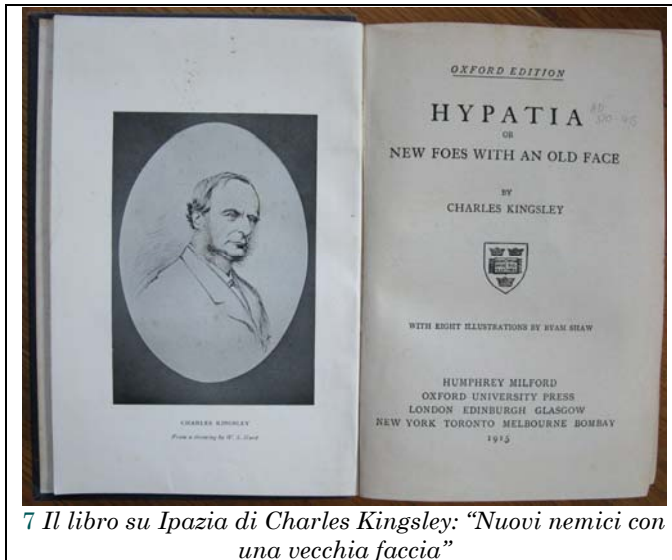 CHARLES KINGSLEY
From a drawing by W. S. Hunt
OXFORD EDITION
HYPATIA
OR
NEW FOES WITH AN OLD FACE
BY
CHARLES KINGSLEY
WITH EIGHT ILLUSTRATIONS BY BYAM SHAW
HUMPHREY MILFORD
OXFORD UNIVERSITY PRESS
LONDON EDINBURGH GLASGOW
NEW YORK TORONTO MELBOURNE BOMBAY
1915
7 Il libro su Ipazia di Charles Kingsley: “Nuovi nemici con
una vecchia faccia”